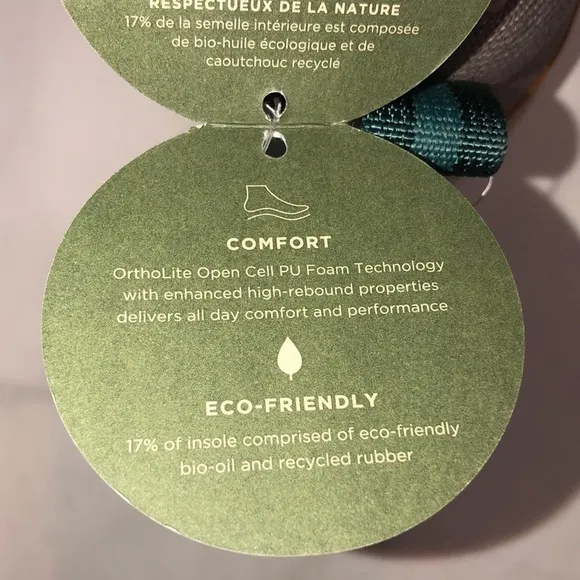 RESPECTUEUX DE LA NATURE
17% de la semelle intérieure est composée
de bio-huile écologique et de
caoutchouc recyclé
COMFORT
OrthoLite Open Cell PU Foam Technology
with enhanced high-rebound properties
delivers all day comfort and performance
ECO-FRIENDLY
17% of insole comprised of eco-friendly
bio-oil and recycled rubber